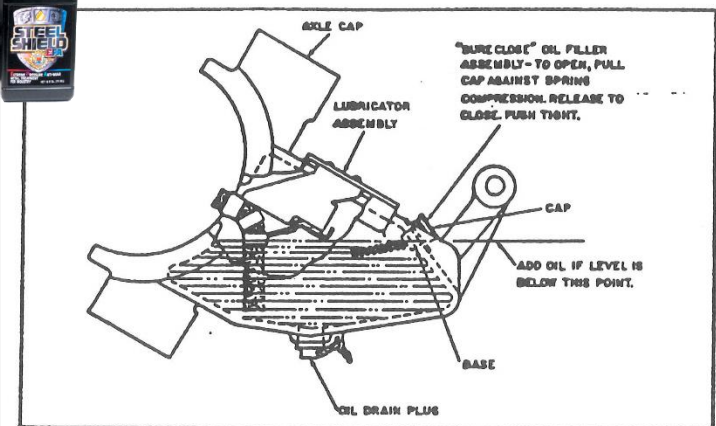 STEEL
SHIELD
AXLE CAP
"SURE CLOSE" OIL FILLER
ASSEMBLY - TO OPEN, PULL
CAP AGAINST SPRING
COMPRESSION. RELEASE TO
CLOSE. PUSH TIGHT.
LUBRICATOR
ASSEMBLY
CAP
ADD OIL IF LEVEL IS
BELOW THIS POINT.
BASE
OIL DRAIN PLUG